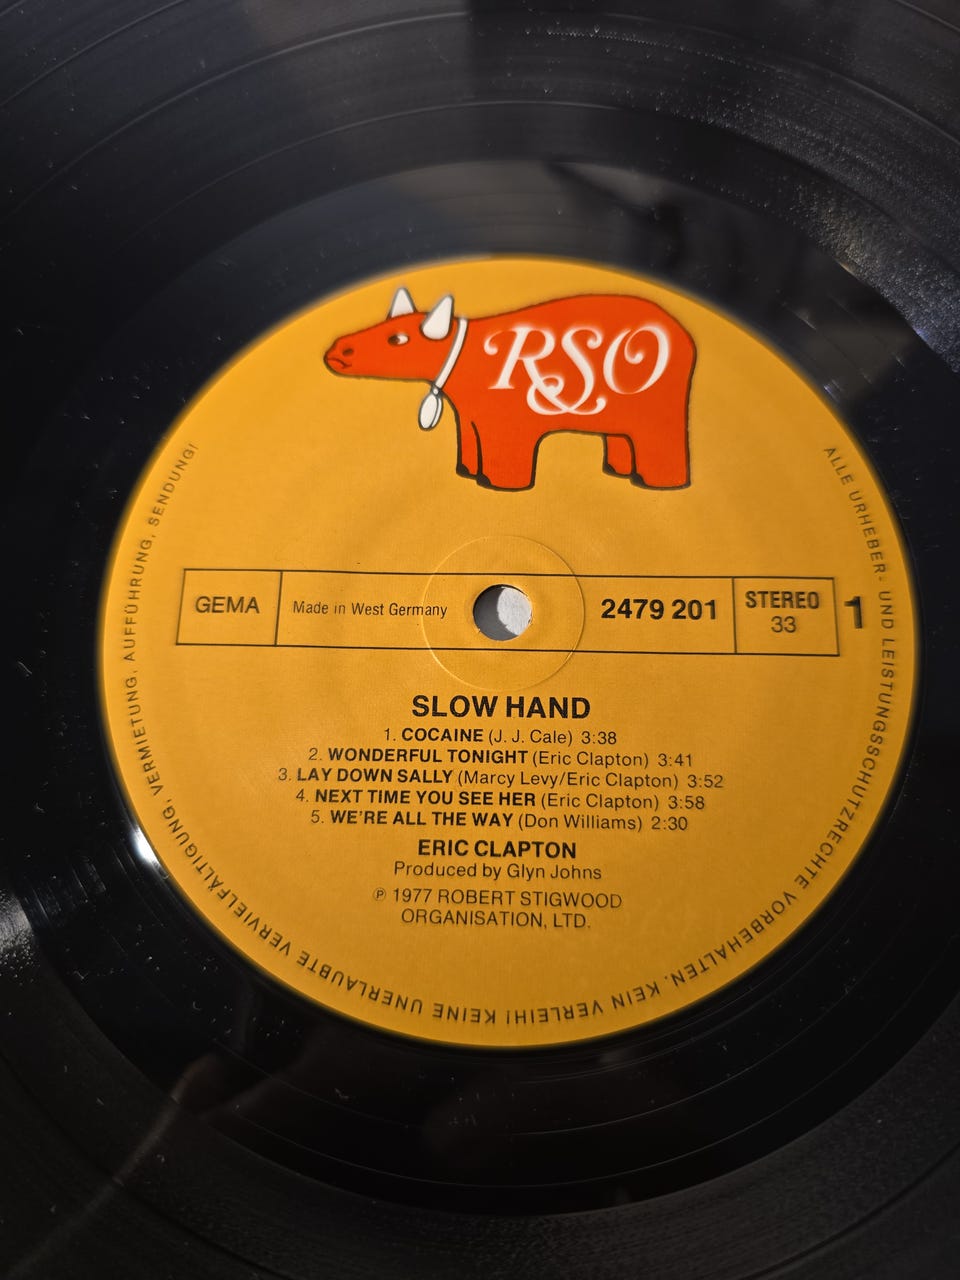 RSO
GEMA
Made in West Germany
2479 201
STEREO
33
1
SLOW HAND
1. COCAINE (J. J. Cale) 3:38
2. WONDERFUL TONIGHT (Eric Clapton) 3:41
3. LAY DOWN SALLY (Marcy Levy/Eric Clapton) 3:52
4. NEXT TIME YOU SEE HER (Eric Clapton) 3:58
5. WE'RE ALL THE WAY (Don Williams) 2:30
ERIC CLAPTON
Produced by Glyn Johns
℗ 1977 ROBERT STIGWOOD
ORGANISATION, LTD.
ALLE URHEBER- UND LEISTUNGSSCHUTZRECHTE VORBEHALTEN. KEIN VERLEIH! KEINE UNERLAUBTE VERVIELFÄLTIGUNG, VERMIETUNG, AUFFÜHRUNG, SENDUNG!